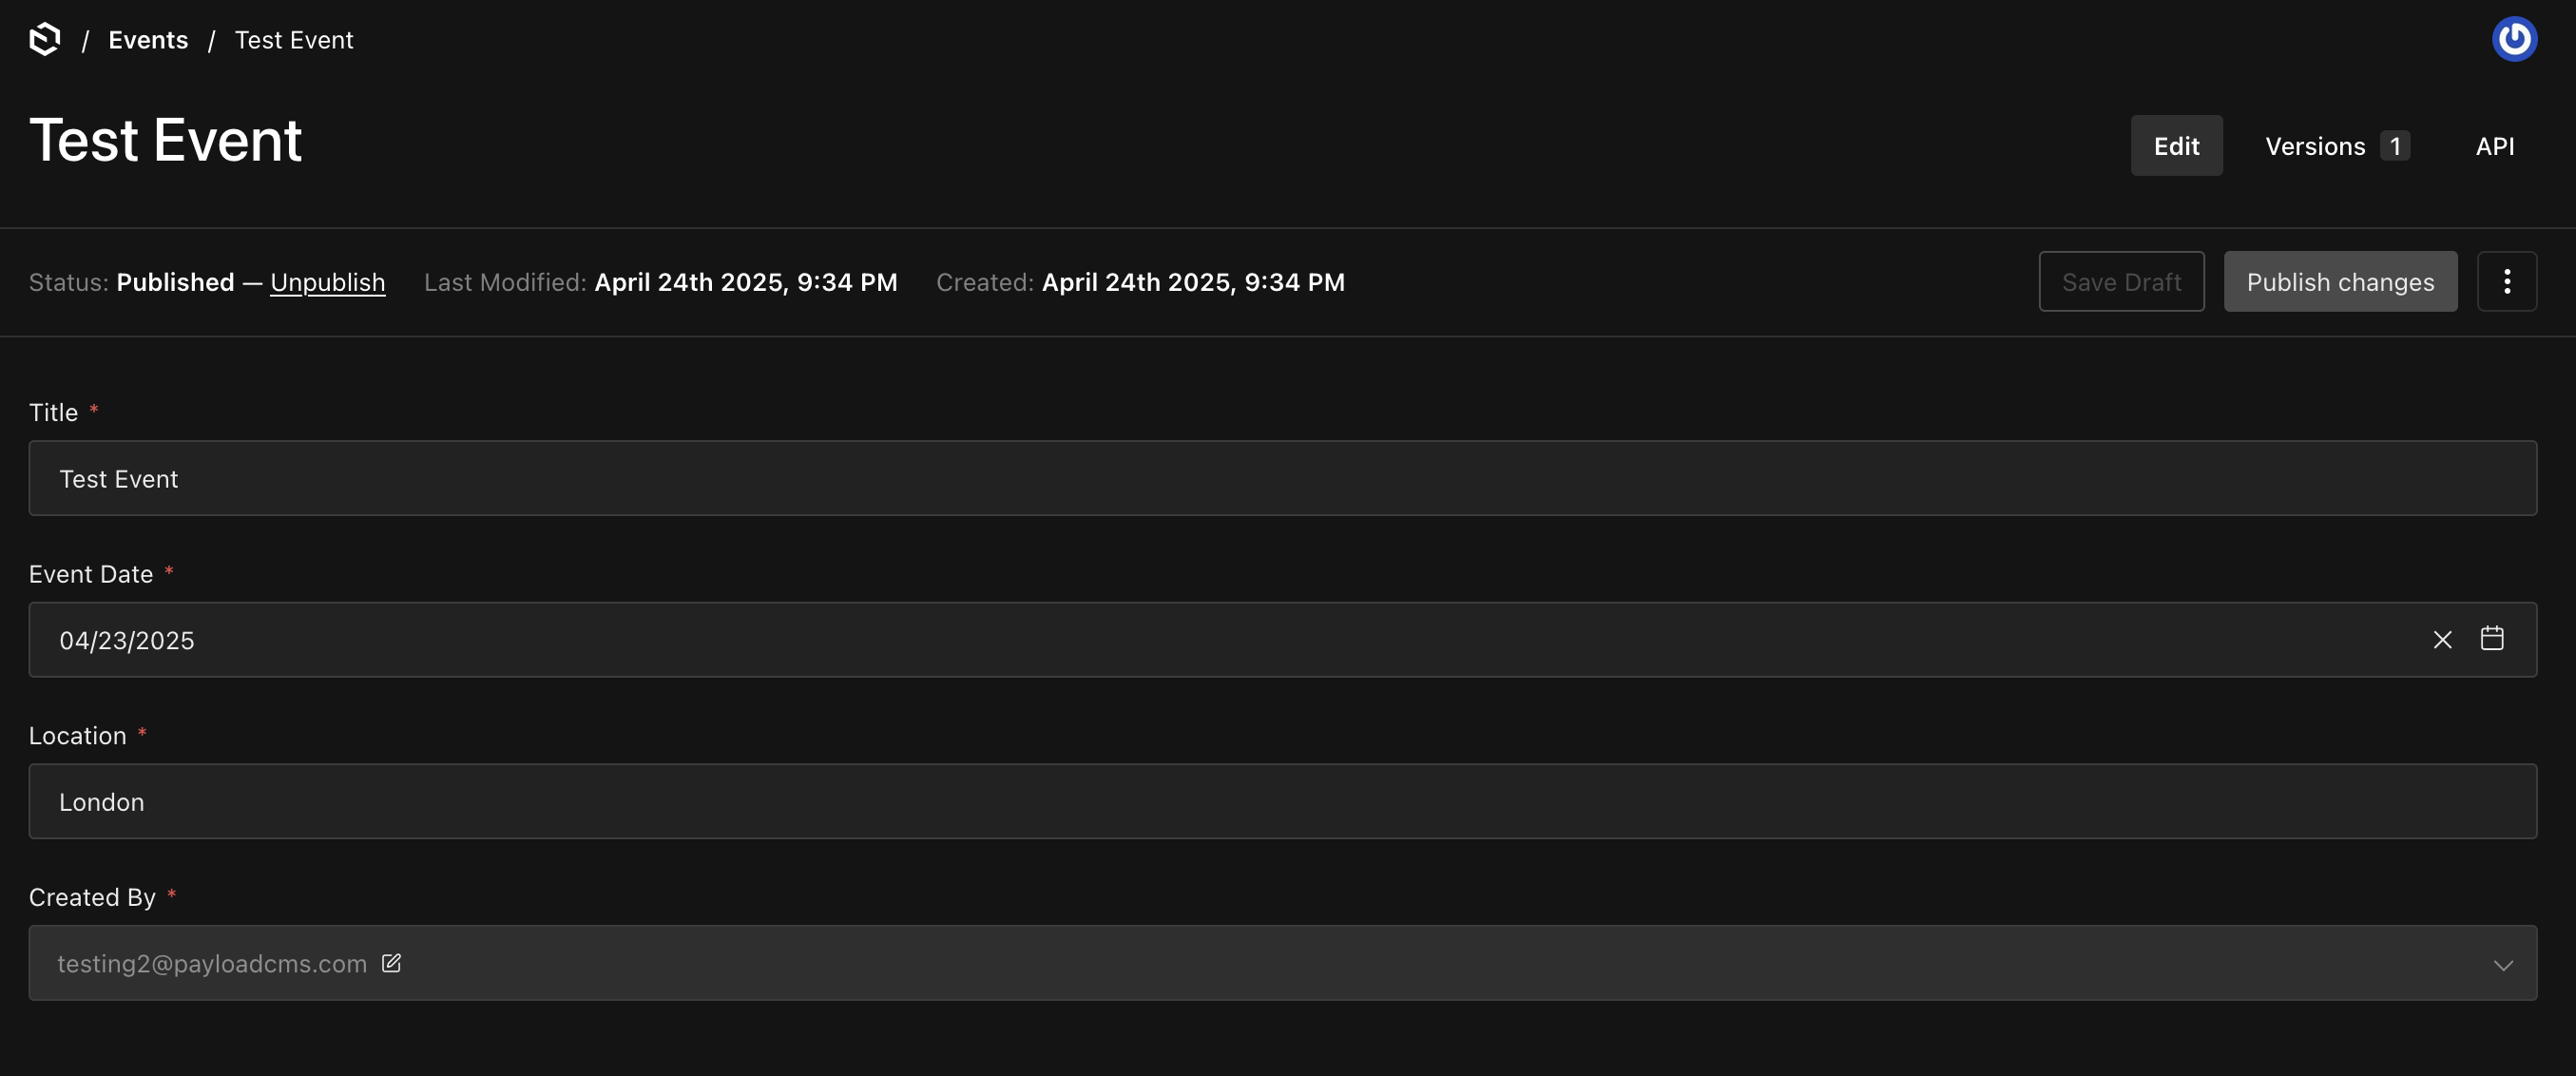 / Events / Test Event
Test Event
Edit Versions 1 API
Status: Published — Unpublish Last Modified: April 24th 2025, 9:34 PM Created: April 24th 2025, 9:34 PM Save Draft Publish changes
Title *
Test Event
Event Date *
04/23/2025
Location *
London
Created By *
testing2@payloadcms.com